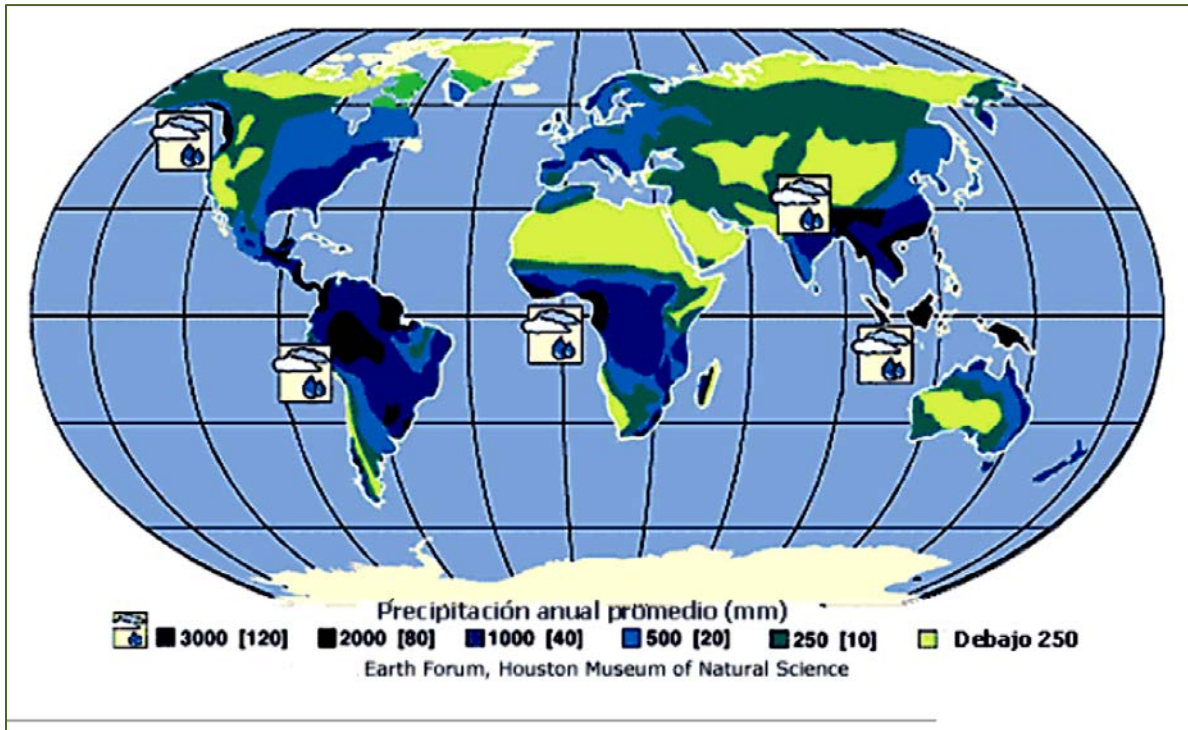 Precipitación anual promedio (mm)
3000 [120] 2000 [80] 1000 [40] 500 [20] 250 [10] Debajo 250
Earth Forum, Houston Museum of Natural Science